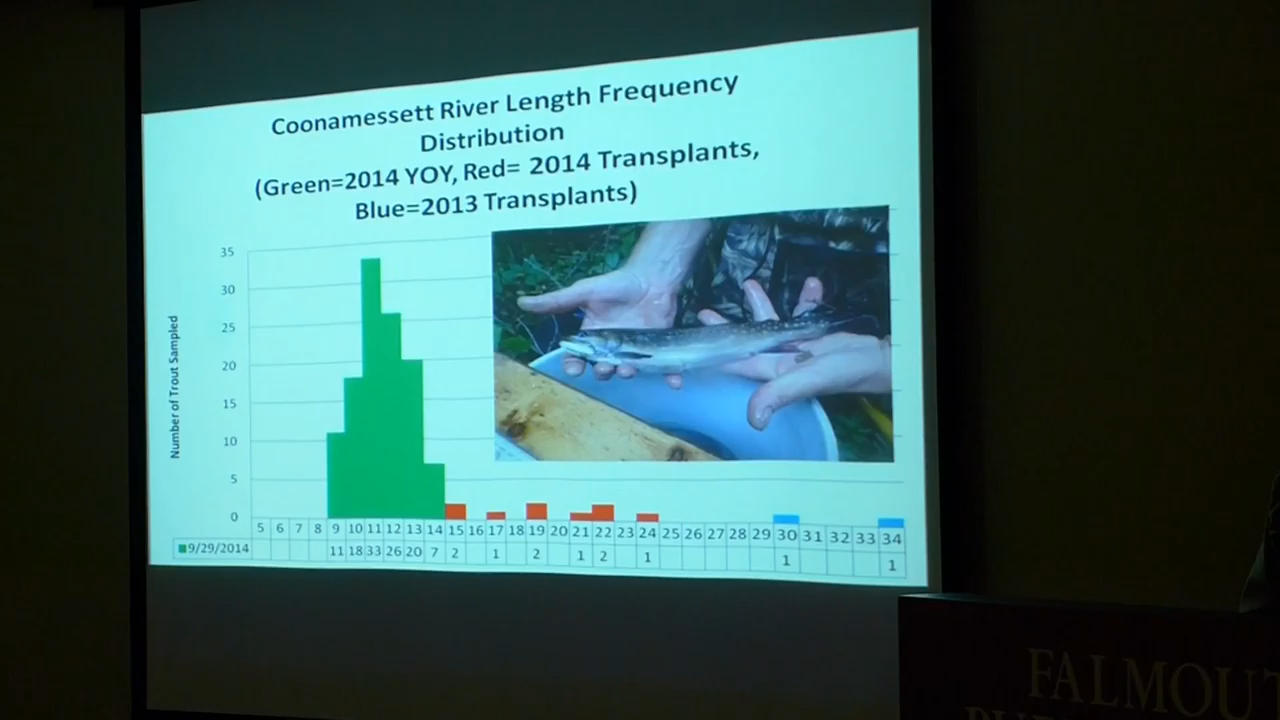 Coonamessett River Length Frequency
Distribution
(Green=2014 YOY, Red= 2014 Transplants,
Blue=2013 Transplants)
Number of Trout Sampled
35
30
25
20
15
10
5
0
5 6 7 8 9 10 11 12 13 14 15 16 17 18 19 20 21 22 23 24 25 26 27 28 29 30 31 32 33 34
9/29/2014 11 18 33 26 20 7 2 1 2 1 2 1 1 1
FALMOU